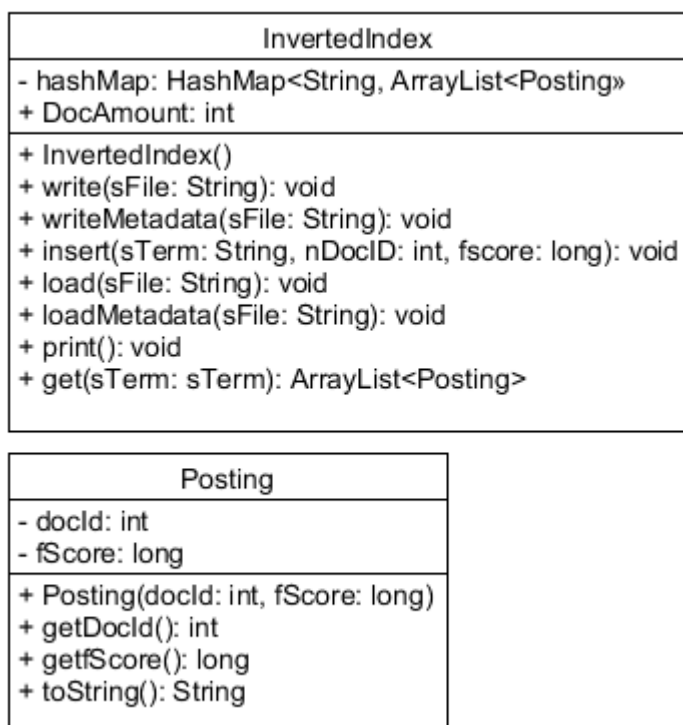 InvertedIndex
- hashMap: HashMap<String, ArrayList<Posting»
+ DocAmount: int
+ InvertedIndex()
+ write(sFile: String): void
+ writeMetadata(sFile: String): void
+ insert(sTerm: String, nDocID: int, fscore: long): void
+ load(sFile: String): void
+ loadMetadata(sFile: String): void
+ print(): void
+ get(sTerm: sTerm): ArrayList<Posting>
Posting
- docId: int
- fScore: long
+ Posting(docId: int, fScore: long)
+ getDocId(): int
+ getfScore(): long
+ toString(): String